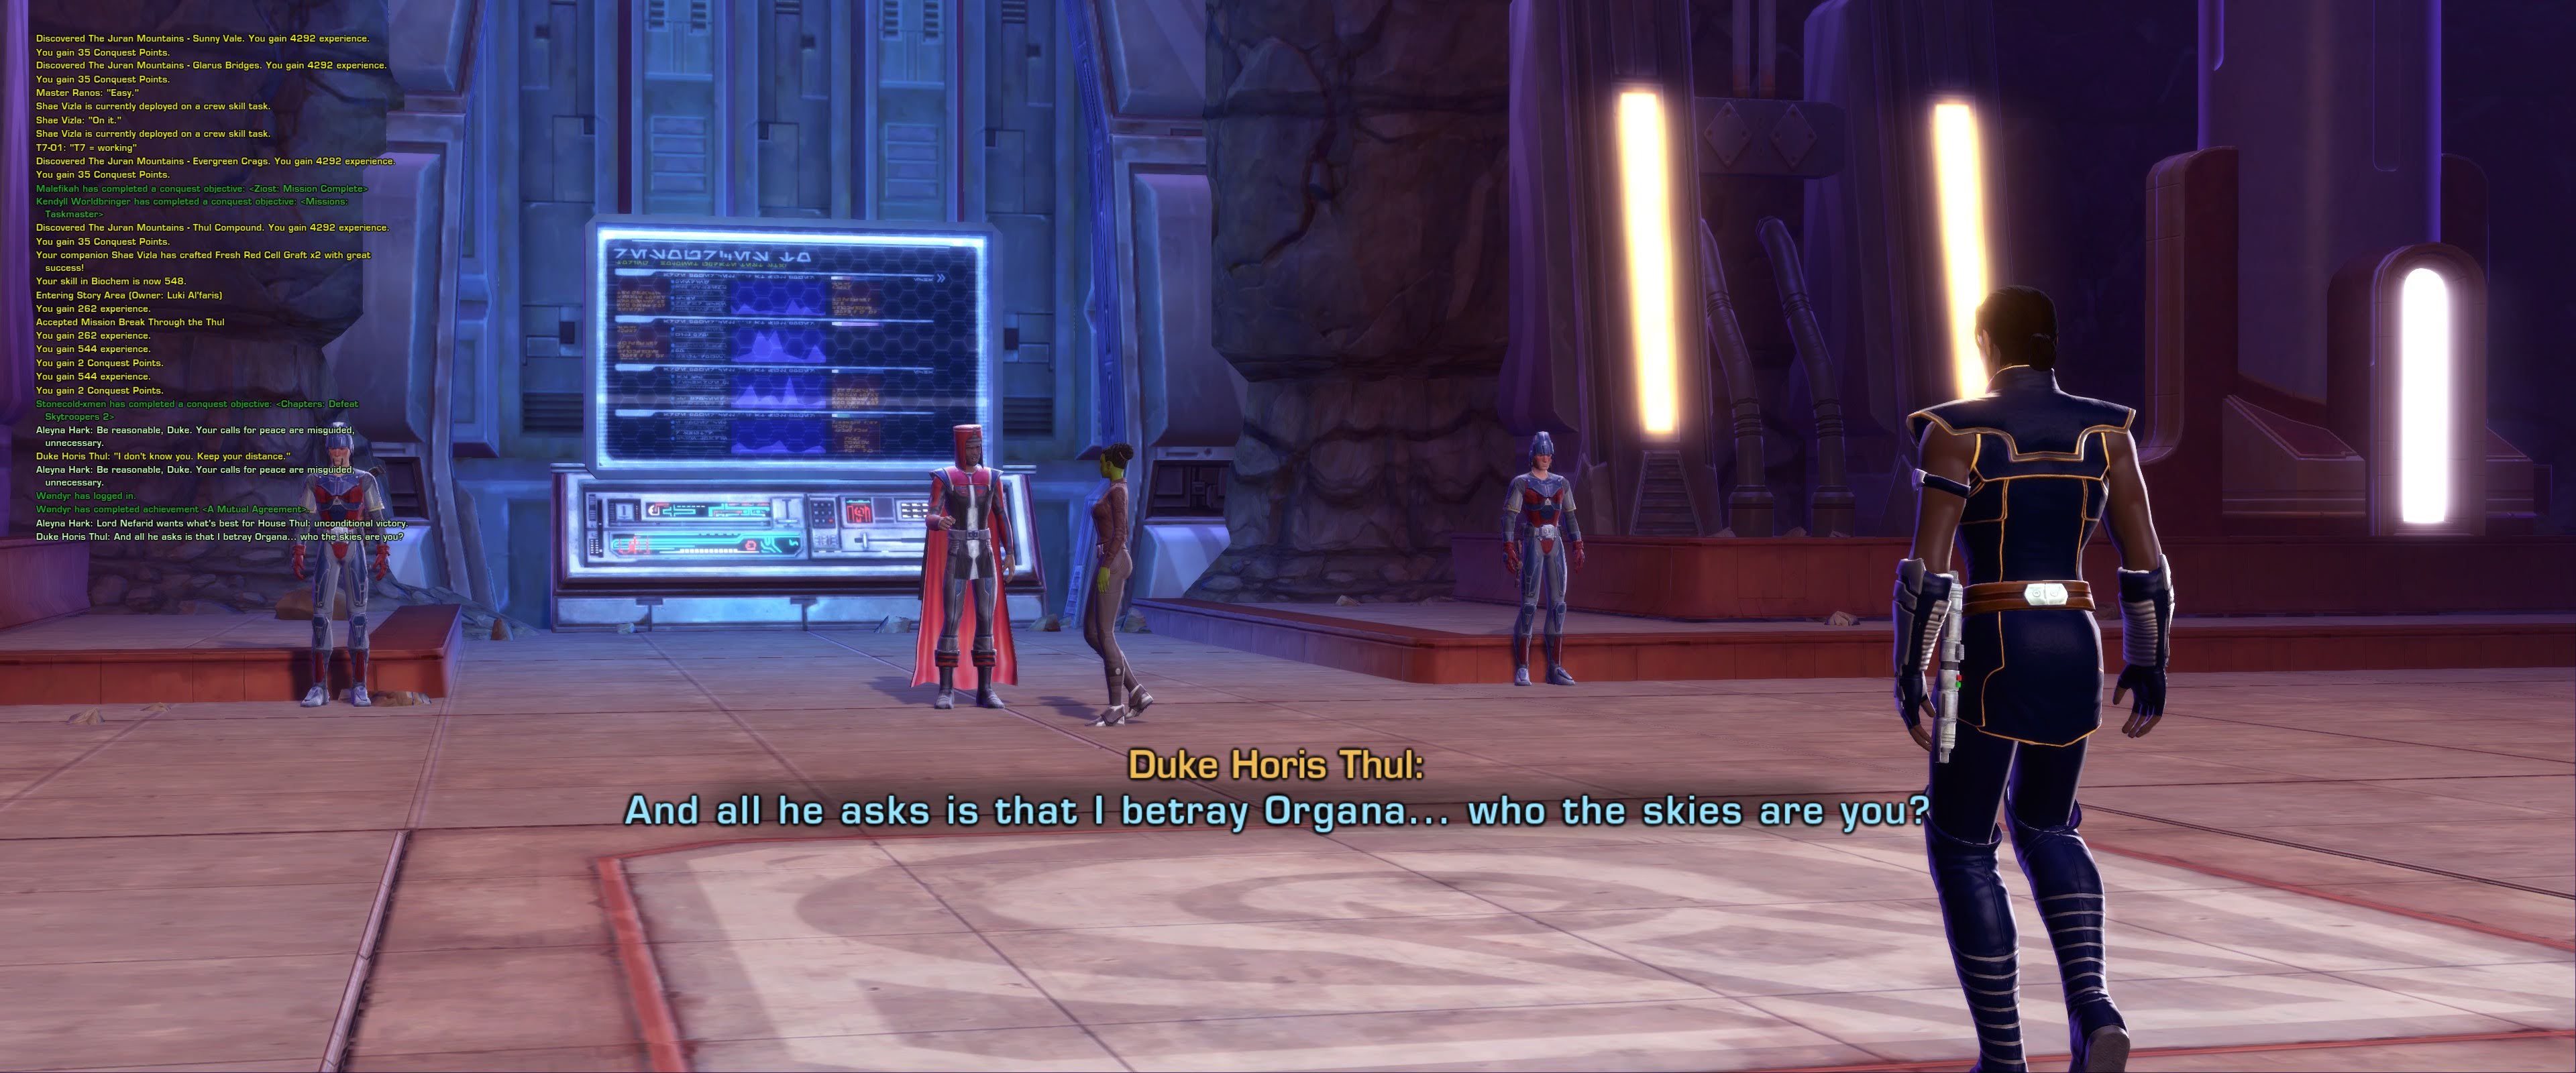 Discovered The Juran Mountains - Sunny Vale. You gain 4292 experience.
You gain 35 Conquest Points.
Discovered The Juran Mountains - Glarus Bridges. You gain 4292 experience.
You gain 35 Conquest Points.
Master Ranos: "Easy."
Shae Vizla is currently deployed on a crew skill task.
Shae Vizla: "On it."
Shae Vizla is currently deployed on a crew skill task.
T7-01: "T7 = working"
Discovered The Juran Mountains - Evergreen Crags. You gain 4292 experience.
You gain 35 Conquest Points.
Malefikah has completed a conquest objective: <Ziost: Mission Complete>
Kendyll Worldbringer has completed a conquest objective: <Missions:
Taskmaster>
Discovered The Juran Mountains - Thul Compound. You gain 4292 experience.
You gain 35 Conquest Points.
Your companion Shae Vizla has crafted Fresh Red Cell Graft x2 with great
success!
Your skill in Biochem is now 548.
Entering Story Area (Owner: Luki Al'faris)
You gain 262 experience.
Accepted Mission Break Through the Thul
You gain 262 experience.
You gain 544 experience.
You gain 2 Conquest Points.
You gain 544 experience.
You gain 2 Conquest Points.
Stonecold-xmen has completed a conquest objective: <Chapters: Defeat
Skytroopers 2>
Aleyna Hark: Be reasonable, Duke. Your calls for peace are misguided,
unnecessary.
Duke Horis Thul: "I don't know you. Keep your distance."
Aleyna Hark: Be reasonable, Duke. Your calls for peace are misguided,
unnecessary.
Wøndyr has logged in.
Wøndyr has completed achievement <A Mutual Agreement>.
Aleyna Hark: Lord Nefarid wants what's best for House Thul: unconditional victory.
Duke Horis Thul: And all he asks is that I betray Organa... who the skies are you?
Duke Horis Thul:
And all he asks is that I betray Organa... who the skies are you?